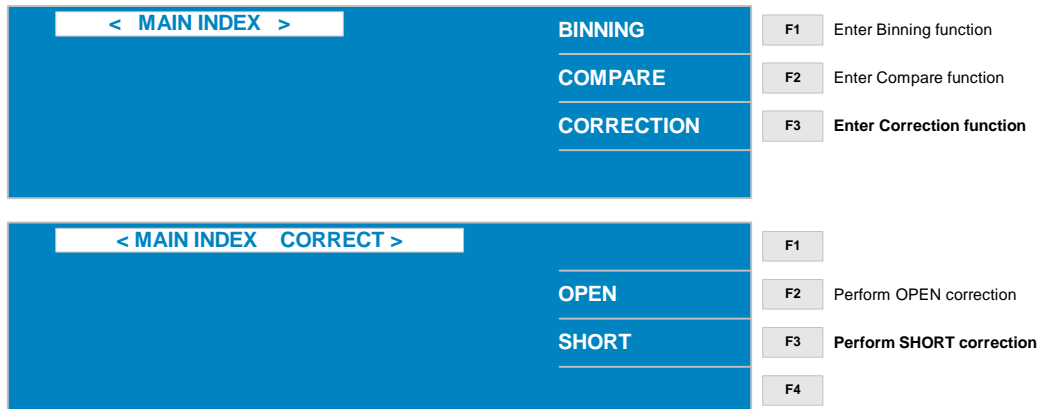 < MAIN INDEX >
BINNING F1 Enter Binning function
COMPARE F2 Enter Compare function
CORRECTION F3 Enter Correction function
< MAIN INDEX CORRECT >
F1
OPEN F2 Perform OPEN correction
SHORT F3 Perform SHORT correction
F4